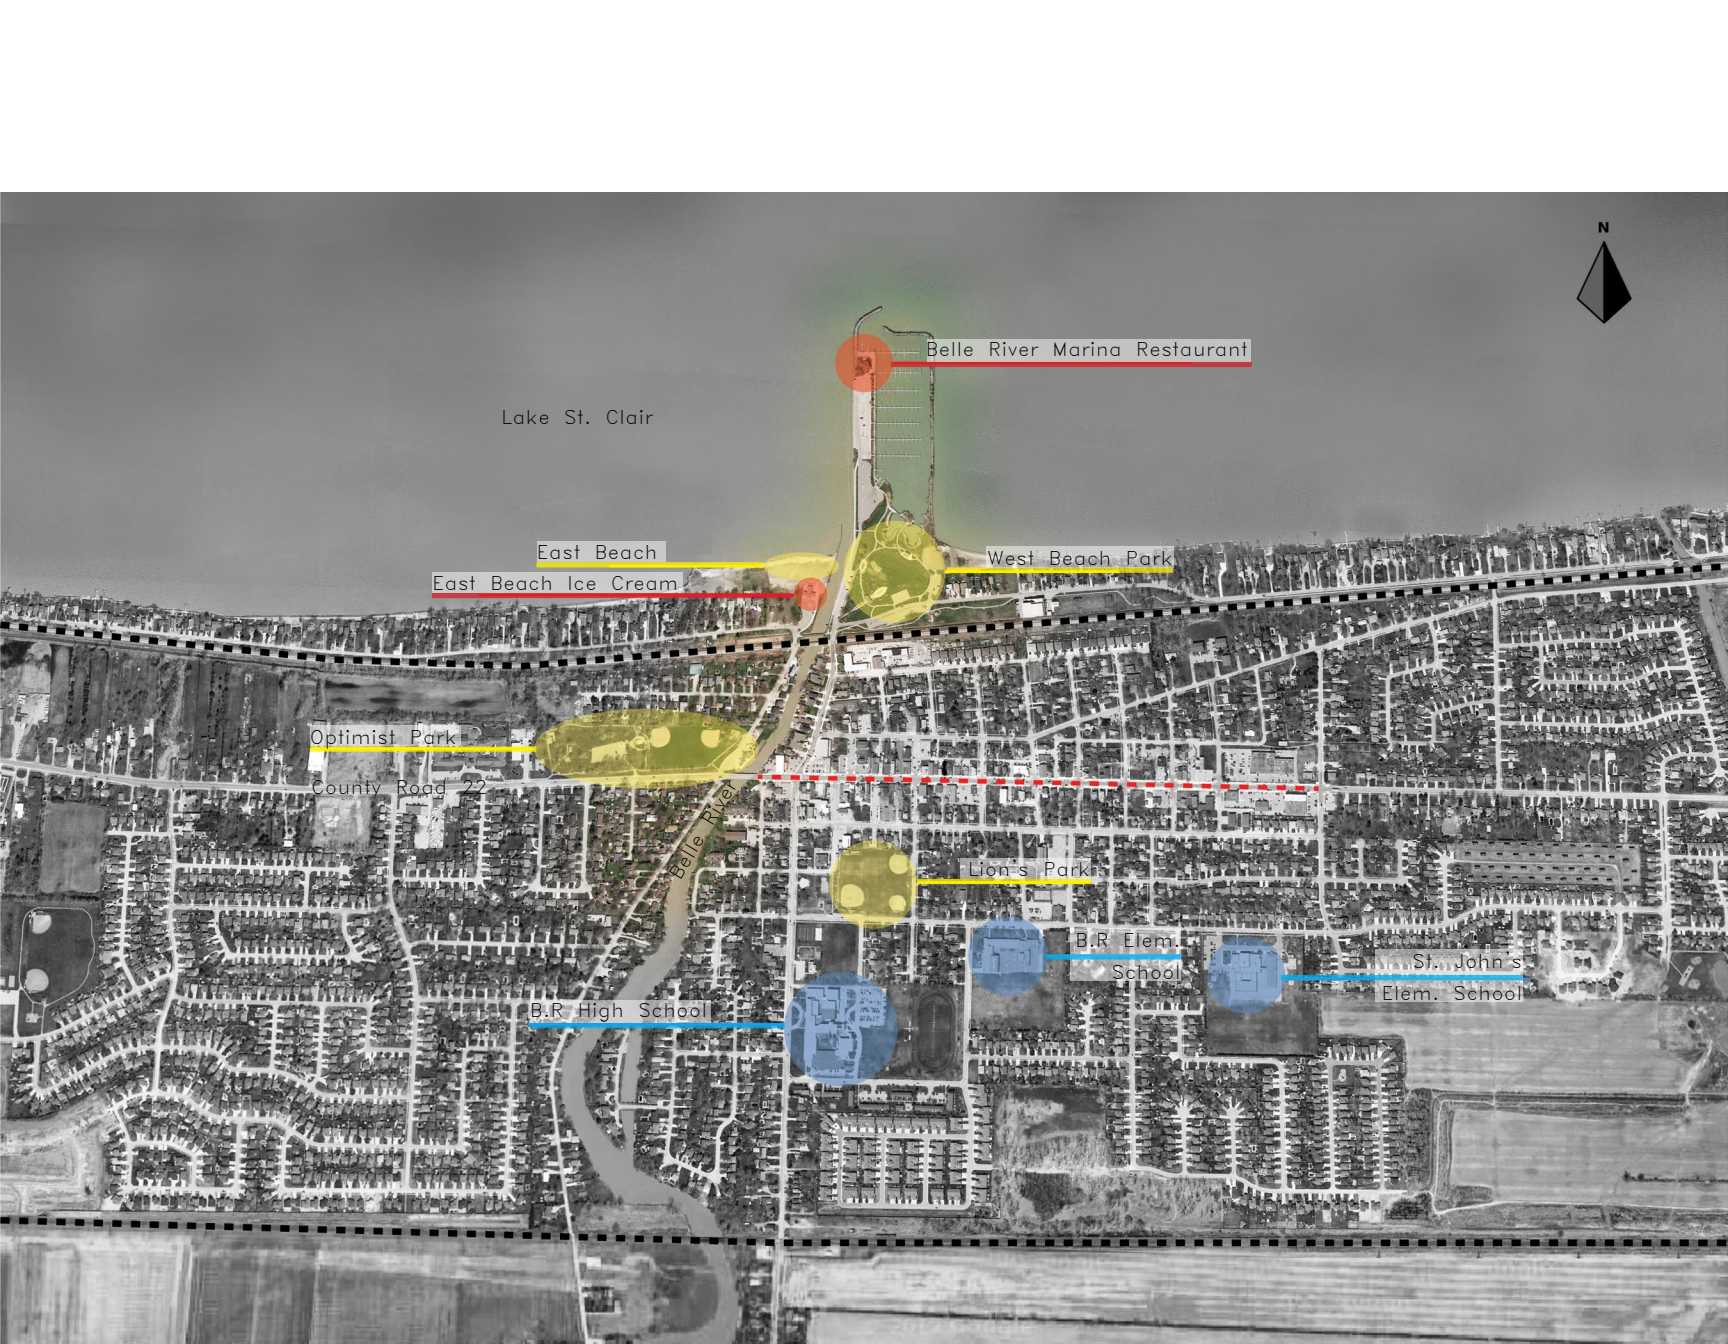 N
Belle River Marina Restaurant
Lake St. Clair
East Beach
West Beach Park
East Beach Ice Cream
Optimist Park
County Road 22
Belle River
Lion's Park
B.R Elem.
School
St. John's
Elem. School
B.R High School